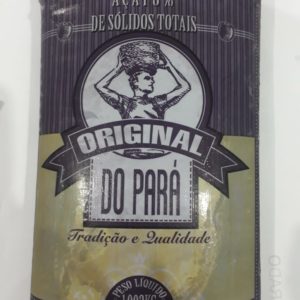 DE SÓLIDOS TOTAIS
ORIGINAL
DO PARÁ
Tradição e Qualidade
PESO LÍQUIDO